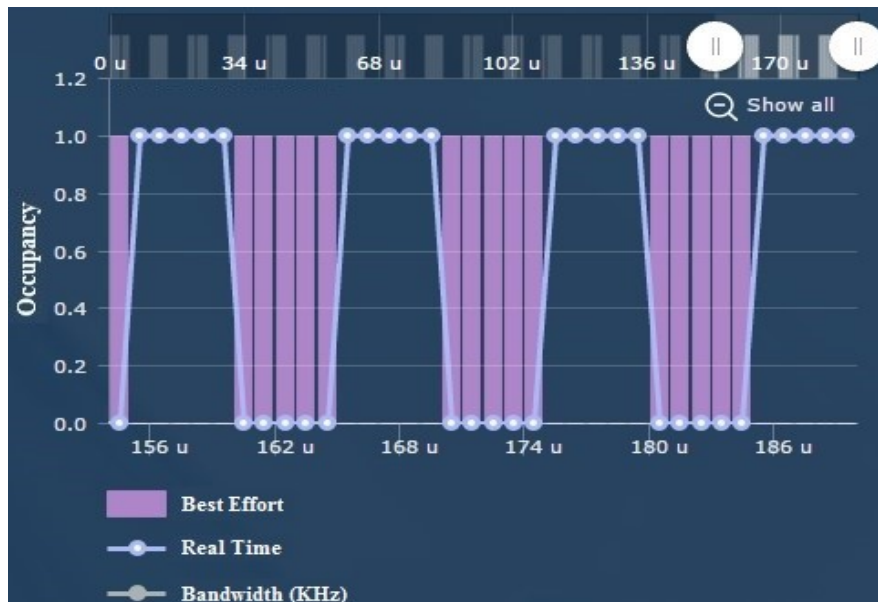 0 u 34 u 68 u 102 u 136 u 170 u
1.2
Show all
1.0
0.8
0.6
0.4
0.2
0.0
Occupancy
156 u 162 u 168 u 174 u 180 u 186 u
Best Effort
Real Time
Bandwidth (KHz)